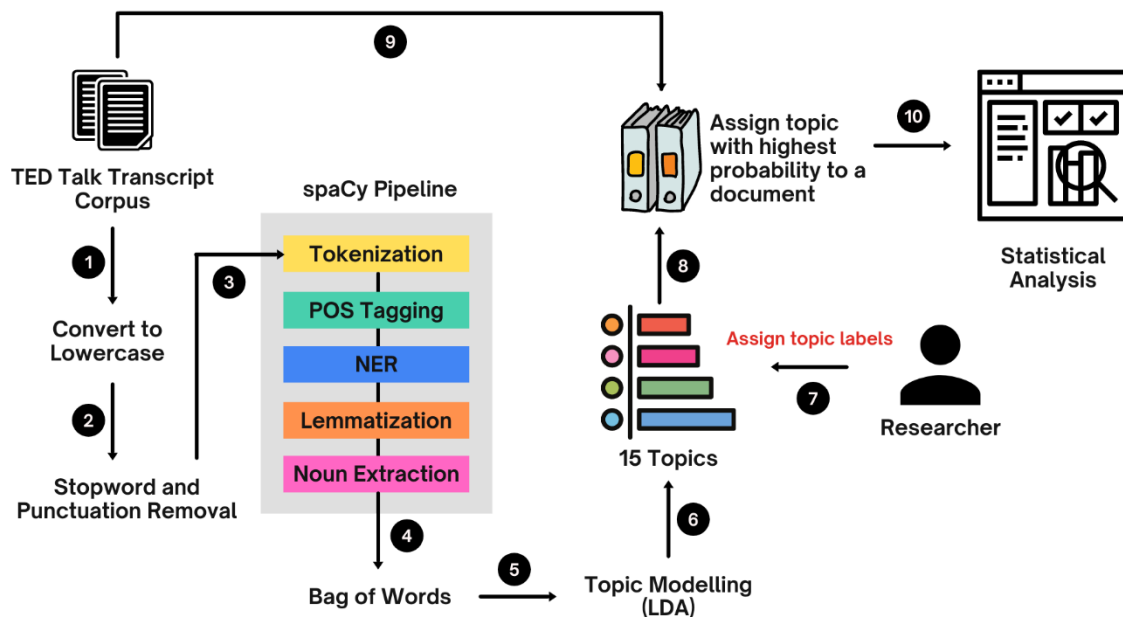 9
TED Talk Transcript
Corpus
1
Convert to
Lowercase
2
Stopword and
Punctuation Removal
3
spaCy Pipeline
Tokenization
POS Tagging
NER
Lemmatization
Noun Extraction
4
Bag of Words
5
Topic Modelling
(LDA)
6
15 Topics
Assign topic labels
7
Researcher
8
Assign topic
with highest
probability to a
document
10
Statistical
Analysis